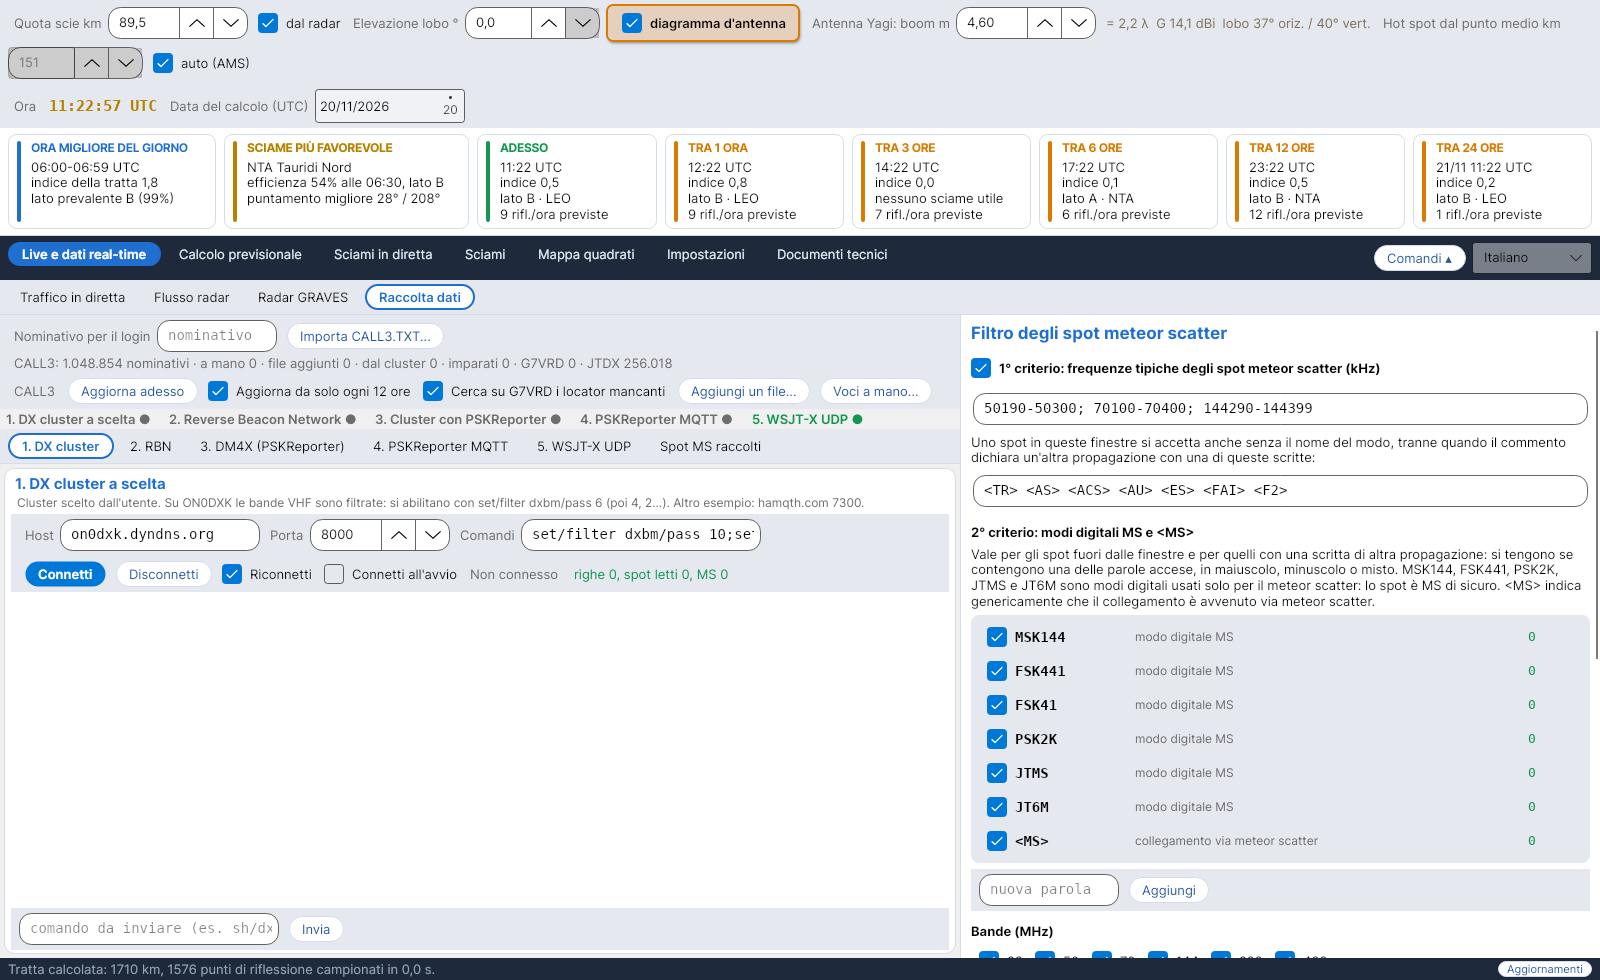 Quota scie km 89,5 dal radar Elevazione lobo ° 0,0 diagramma d'antenna Antenna Yagi: boom m 4,60 = 2,2 λ G 14,1 dBi lobo 37° oriz. / 40° vert. Hot spot dal punto medio km
151 auto (AMS)
Ora 11:22:57 UTC Data del calcolo (UTC) 20/11/2026 20
ORA MIGLIORE DEL GIORNO
06:00-06:59 UTC
indice della tratta 1,8
lato prevalente B (99%)
SCIAME PIÙ FAVOREVOLE
NTA Tauridi Nord
efficienza 54% alle 06:30, lato B
puntamento migliore 28° / 208°
ADESSO
11:22 UTC
indice 0,5
lato B · LEO
9 rifl./ora previste
TRA 1 ORA
12:22 UTC
indice 0,8
lato B · LEO
9 rifl./ora previste
TRA 3 ORE
14:22 UTC
indice 0,0
nessuno sciame utile
7 rifl./ora previste
TRA 6 ORE
17:22 UTC
indice 0,1
lato A · NTA
6 rifl./ora previste
TRA 12 ORE
23:22 UTC
indice 0,5
lato B · NTA
12 rifl./ora previste
TRA 24 ORE
21/11 11:22 UTC
indice 0,2
lato B · LEO
1 rifl./ora previste
Live e dati real-time Calcolo previsionale Sciami in diretta Sciami Mappa quadrati Impostazioni Documenti tecnici Comandi ▴ Italiano
Traffico in diretta Flusso radar Radar GRAVES Raccolta dati
Nominativo per il login nominativo Importa CALL3.TXT...
CALL3: 1.048.854 nominativi · a mano 0 · file aggiunti 0 · dal cluster 0 · imparati 0 · G7VRD 0 · JTDX 256.018
CALL3 Aggiorna adesso Aggiorna da solo ogni 12 ore Cerca su G7VRD i locator mancanti Aggiungi un file... Voci a mano...
1. DX cluster a scelta ● 2. Reverse Beacon Network ● 3. Cluster con PSKReporter ● 4. PSKReporter MQTT ● 5. WSJT-X UDP ●
1. DX cluster 2. RBN 3. DM4X (PSKReporter) 4. PSKReporter MQTT 5. WSJT-X UDP Spot MS raccolti
1. DX cluster a scelta
Cluster scelto dall'utente. Su ON0DXK le bande VHF sono filtrate: si abilitano con set/filter dxbm/pass 6 (poi 4, 2...). Altro esempio: hamqth.com 7300.
Host on0dxk.dyndns.org Porta 8000 Comandi set/filter dxbm/pass 10;se
Connetti Disconnetti Riconnetti Connetti all'avvio Non connesso righe 0, spot letti 0, MS 0
comando da inviare (es. sh/dx Invia
Filtro degli spot meteor scatter
1° criterio: frequenze tipiche degli spot meteor scatter (kHz)
50190-50300; 70100-70400; 144290-144399
Uno spot in queste finestre si accetta anche senza il nome del modo, tranne quando il commento
dichiara un'altra propagazione con una di queste scritte:
<TR> <AS> <ACS> <AU> <ES> <FAI> <F2>
2° criterio: modi digitali MS e <MS>
Vale per gli spot fuori dalle finestre e per quelli con una scritta di altra propagazione: si tengono se
contengono una delle parole accese, in maiuscolo, minuscolo o misto. MSK144, FSK441, PSK2K,
JTMS e JT6M sono modi digitali usati solo per il meteor scatter: lo spot è MS di sicuro. <MS> indica
genericamente che il collegamento è avvenuto via meteor scatter.
MSK144 modo digitale MS 0
FSK441 modo digitale MS 0
FSK41 modo digitale MS 0
PSK2K modo digitale MS 0
JTMS modo digitale MS 0
JT6M modo digitale MS 0
<MS> collegamento via meteor scatter 0
nuova parola Aggiungi
Bande (MHz)
Tratta calcolata: 1710 km, 1576 punti di riflessione campionati in 0,0 s. Aggiornamenti